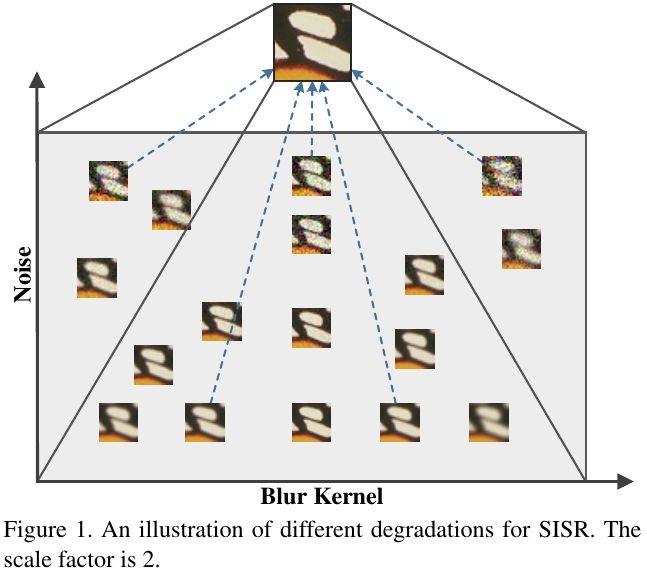 Noise
Blur Kernel
Figure 1. An illustration of different degradations for SISR. The
scale factor is 2.